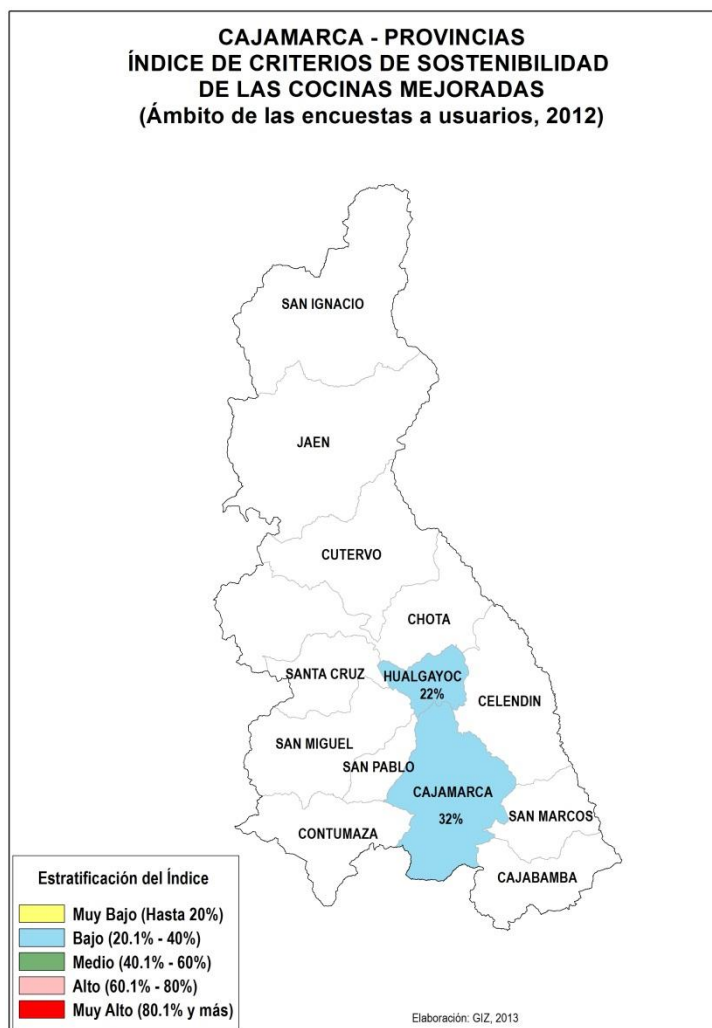 CAJAMARCA - PROVINCIAS
ÍNDICE DE CRITERIOS DE SOSTENIBILIDAD
DE LAS COCINAS MEJORADAS
(Ámbito de las encuestas a usuarios, 2012)
SAN IGNACIO
JAEN
CUTERVO
CHOTA
SANTA CRUZ
HUALGAYOC
22%
CELENDIN
SAN MIGUEL
SAN PABLO
CAJAMARCA
32%
SAN MARCOS
CONTUMAZA
CAJABAMBA
Estratificación del Índice
Muy Bajo (Hasta 20%)
Bajo (20.1% - 40%)
Medio (40.1% - 60%)
Alto (60.1% - 80%)
Muy Alto (80.1% y más)
Elaboración: GIZ, 2013